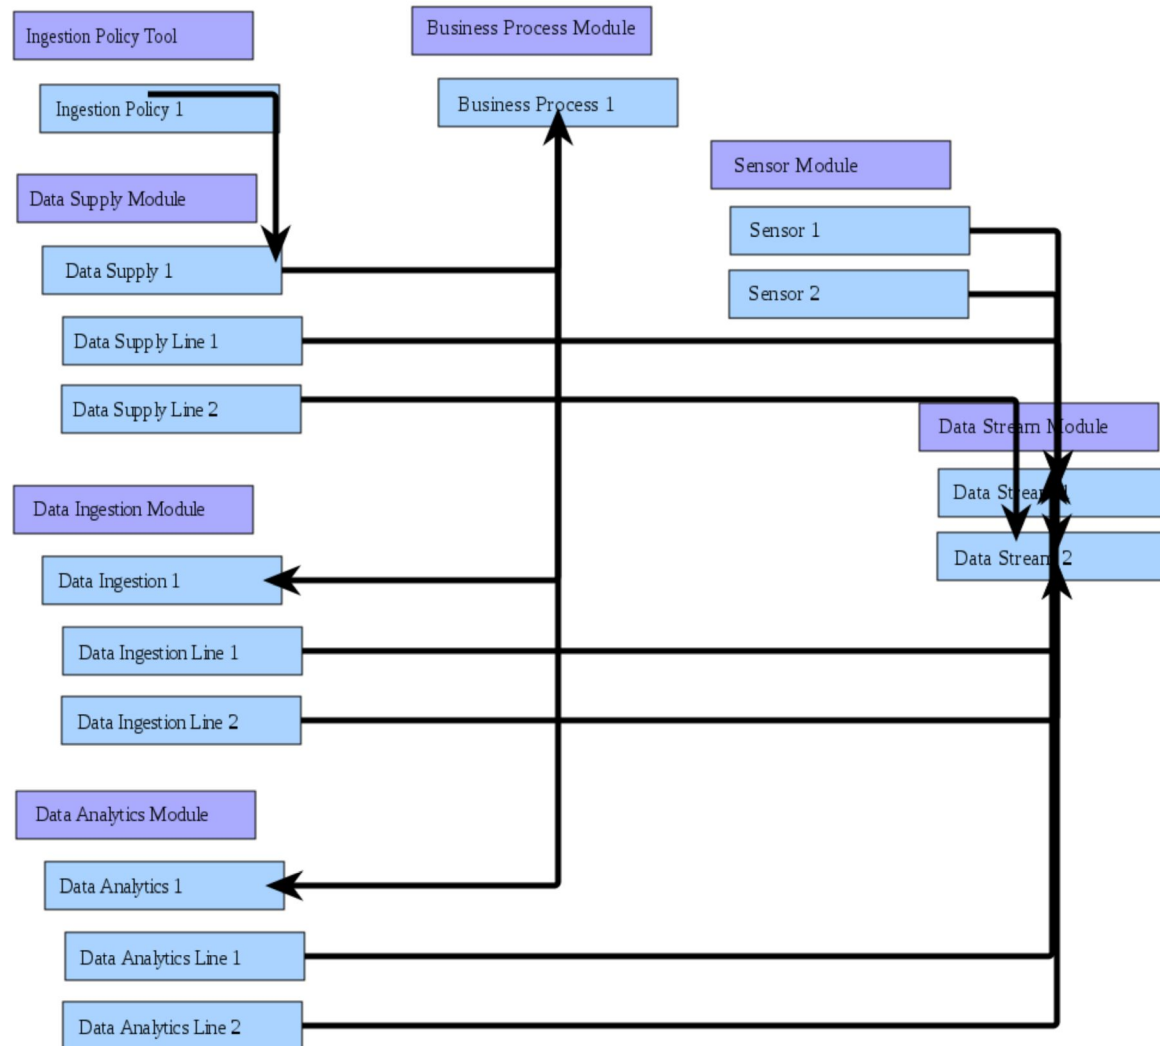 Ingestion Policy Tool
Ingestion Policy 1
Data Supply Module
Data Supply 1
Data Supply Line 1
Data Supply Line 2
Data Ingestion Module
Data Ingestion 1
Data Ingestion Line 1
Data Ingestion Line 2
Data Analytics Module
Data Analytics 1
Data Analytics Line 1
Data Analytics Line 2
Business Process Module
Business Process 1
Sensor Module
Sensor 1
Sensor 2
Data Stream Module
Data Stream 1
Data Stream 2